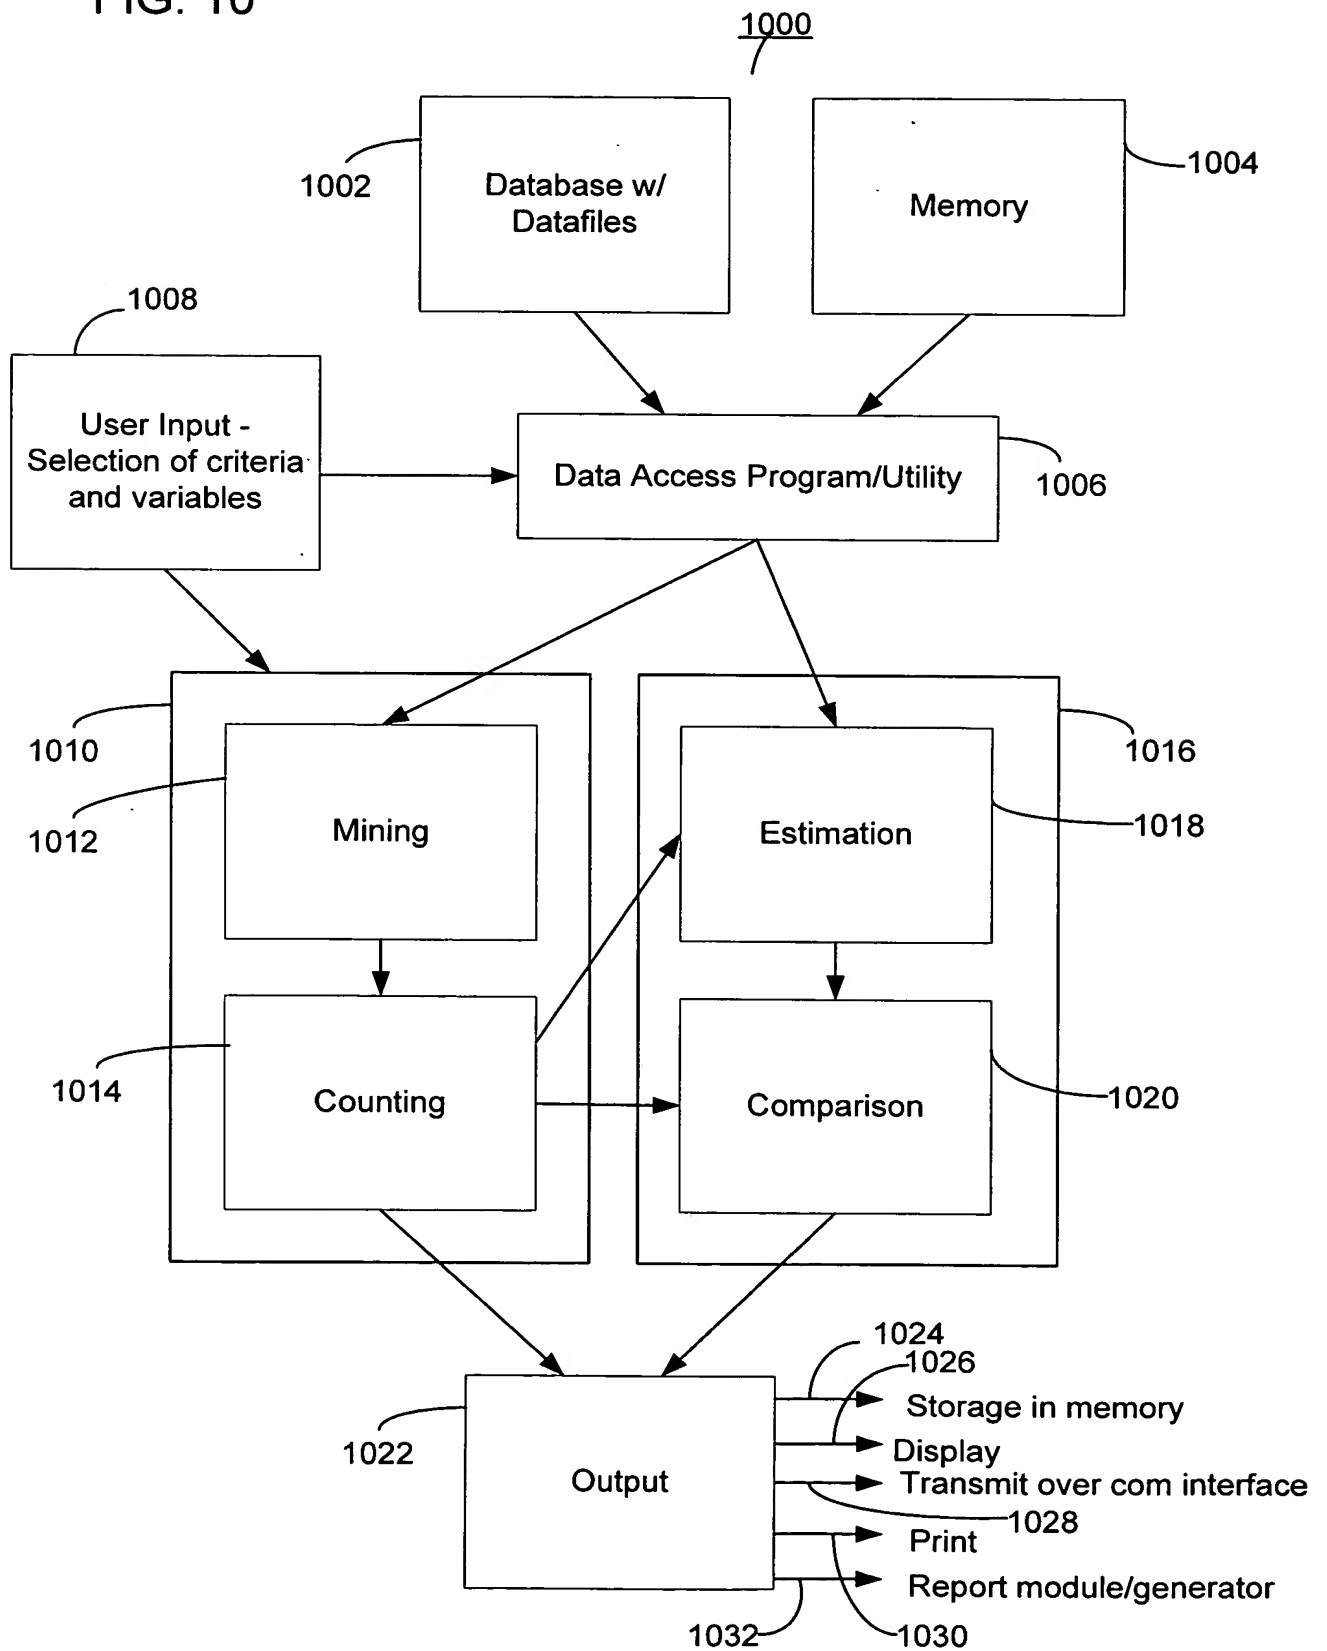 FIG. 10
1000
1002
Database w/
Datafiles
Memory
1004
1008
User Input -
Selection of criteria
and variables
Data Access Program/Utility
1006
1010
1012
Mining
Estimation
1016
1018
1014
Counting
Comparison
1020
1022
Output
1024
1026
Storage in memory
Display
Transmit over com interface
1028
Print
Report module/generator
1032
1030